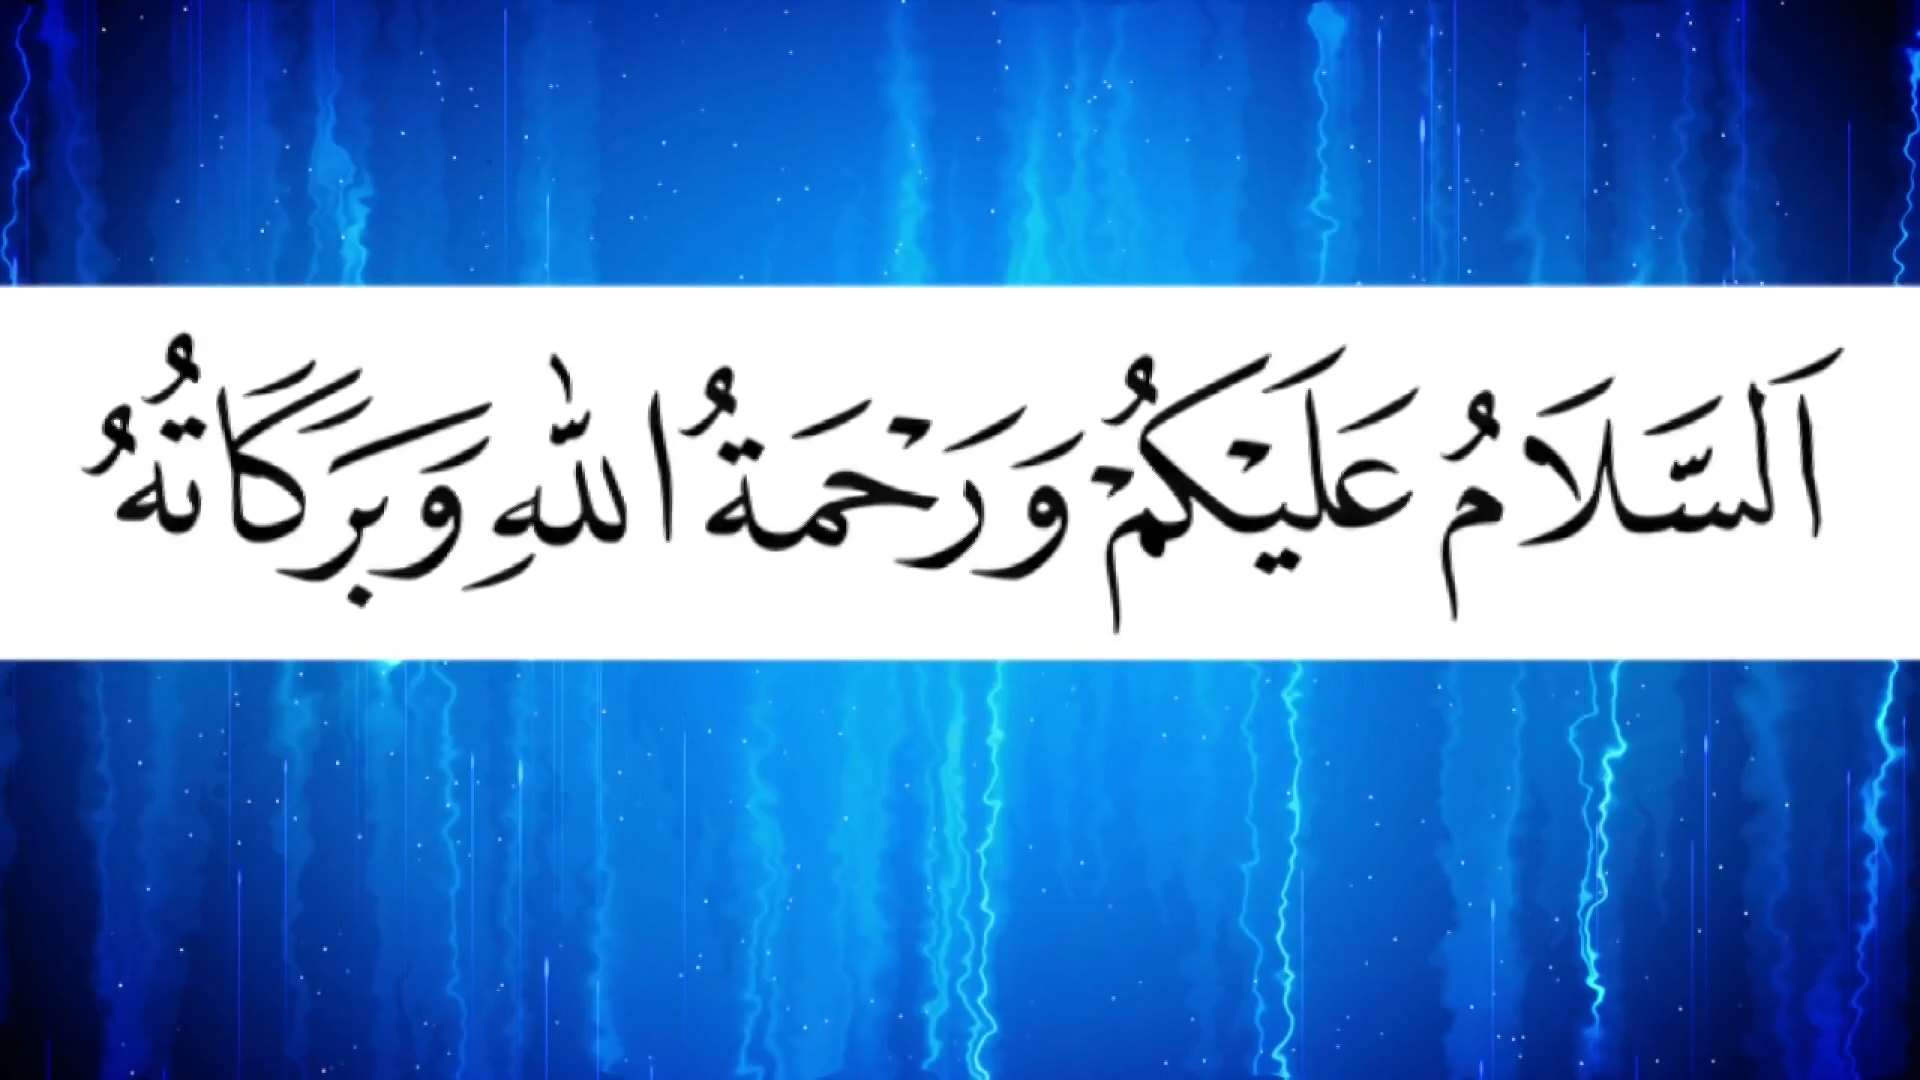 اَلسَّلَامُ عَلَيْكُمْ وَرَحْمَةُ اللّٰهِ وَبَرَكَاتُهُ